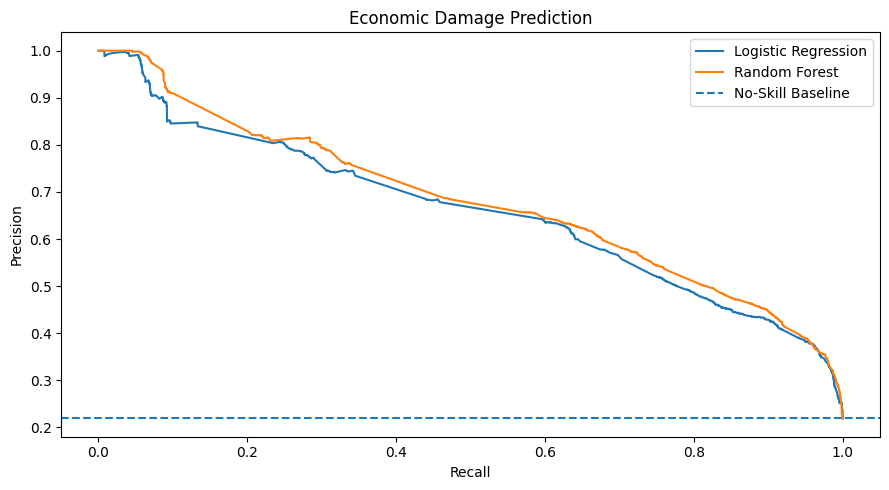 Economic Damage Prediction
Logistic Regression
Random Forest
No-Skill Baseline
Precision
1.0
0.9
0.8
0.7
0.6
0.5
0.4
0.3
0.2
0.0
0.2
0.4
0.6
0.8
1.0
Recall